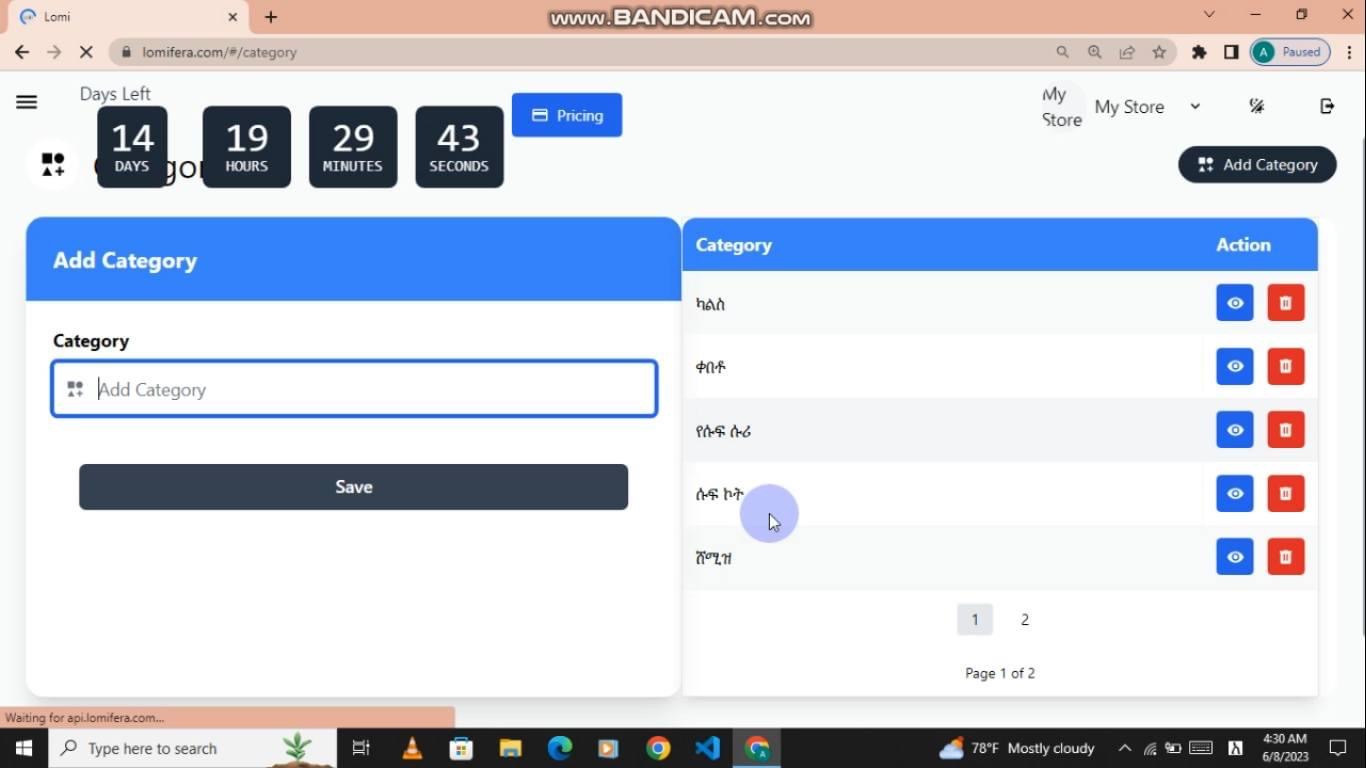 Lomi
www.BANDICAM.com
lomifera.com/#/category
A Paused
Days Left
14 DAYS
19 HOURS
29 MINUTES
43 SECONDS
Pricing
My Store
My Store
Add Category
Add Category
Category
Add Category
Save
Category Action
ካልስ
ቀበቶ
የሱፍ ሱሪ
ሱፍ ኮት
ሸሚዝ
1 2
Page 1 of 2
Waiting for api.lomifera.com...
Type here to search
78°F Mostly cloudy
4:30 AM
6/8/2023